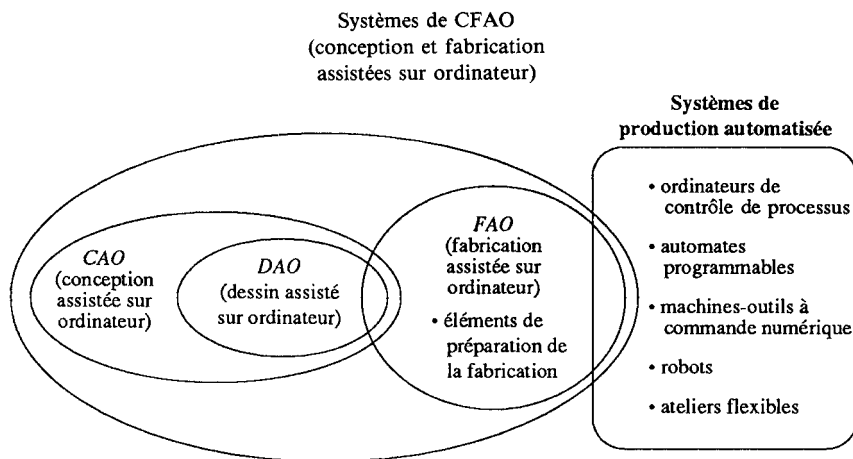 Systèmes de CFAO
(conception et fabrication
assistées sur ordinateur)
Systèmes de
production automatisée
CAO
(conception
assistée sur
ordinateur)
DAO
(dessin assisté
sur ordinateur)
FAO
(fabrication
assistée sur
ordinateur)
• éléments de
préparation de
la fabrication
• ordinateurs de
contrôle de processus
• automates
programmables
• machines-outils à
commande numérique
• robots
• ateliers flexibles